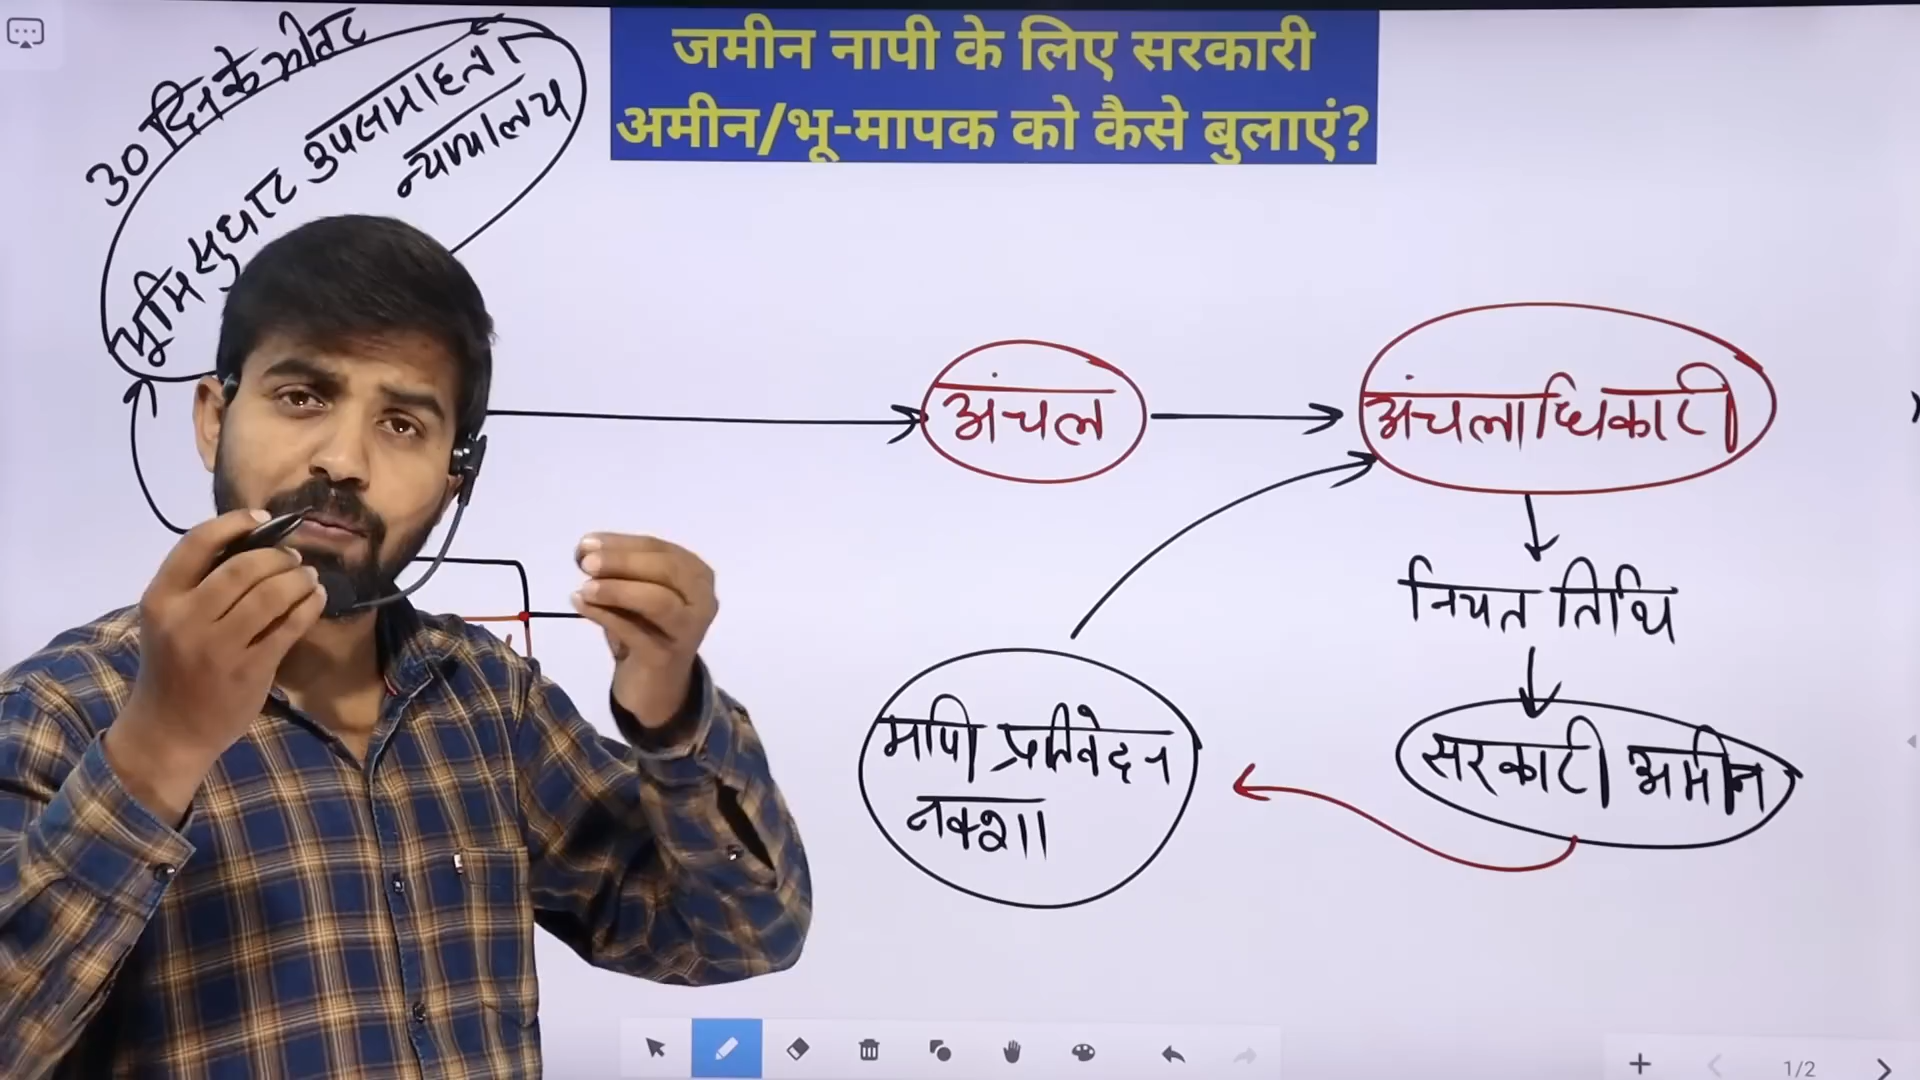 जमीन नापी के लिए सरकारी
अमीन/भू-मापक को कैसे बुलाएं?
30 दिन के भीतर
भूमि सुधार उपसमाहर्ता
न्यायालय
अंचल
अंचलाधिकारी
नियत तिथि
सरकारी अमीन
मापी प्रतिवेदन
नक्शा
1/2